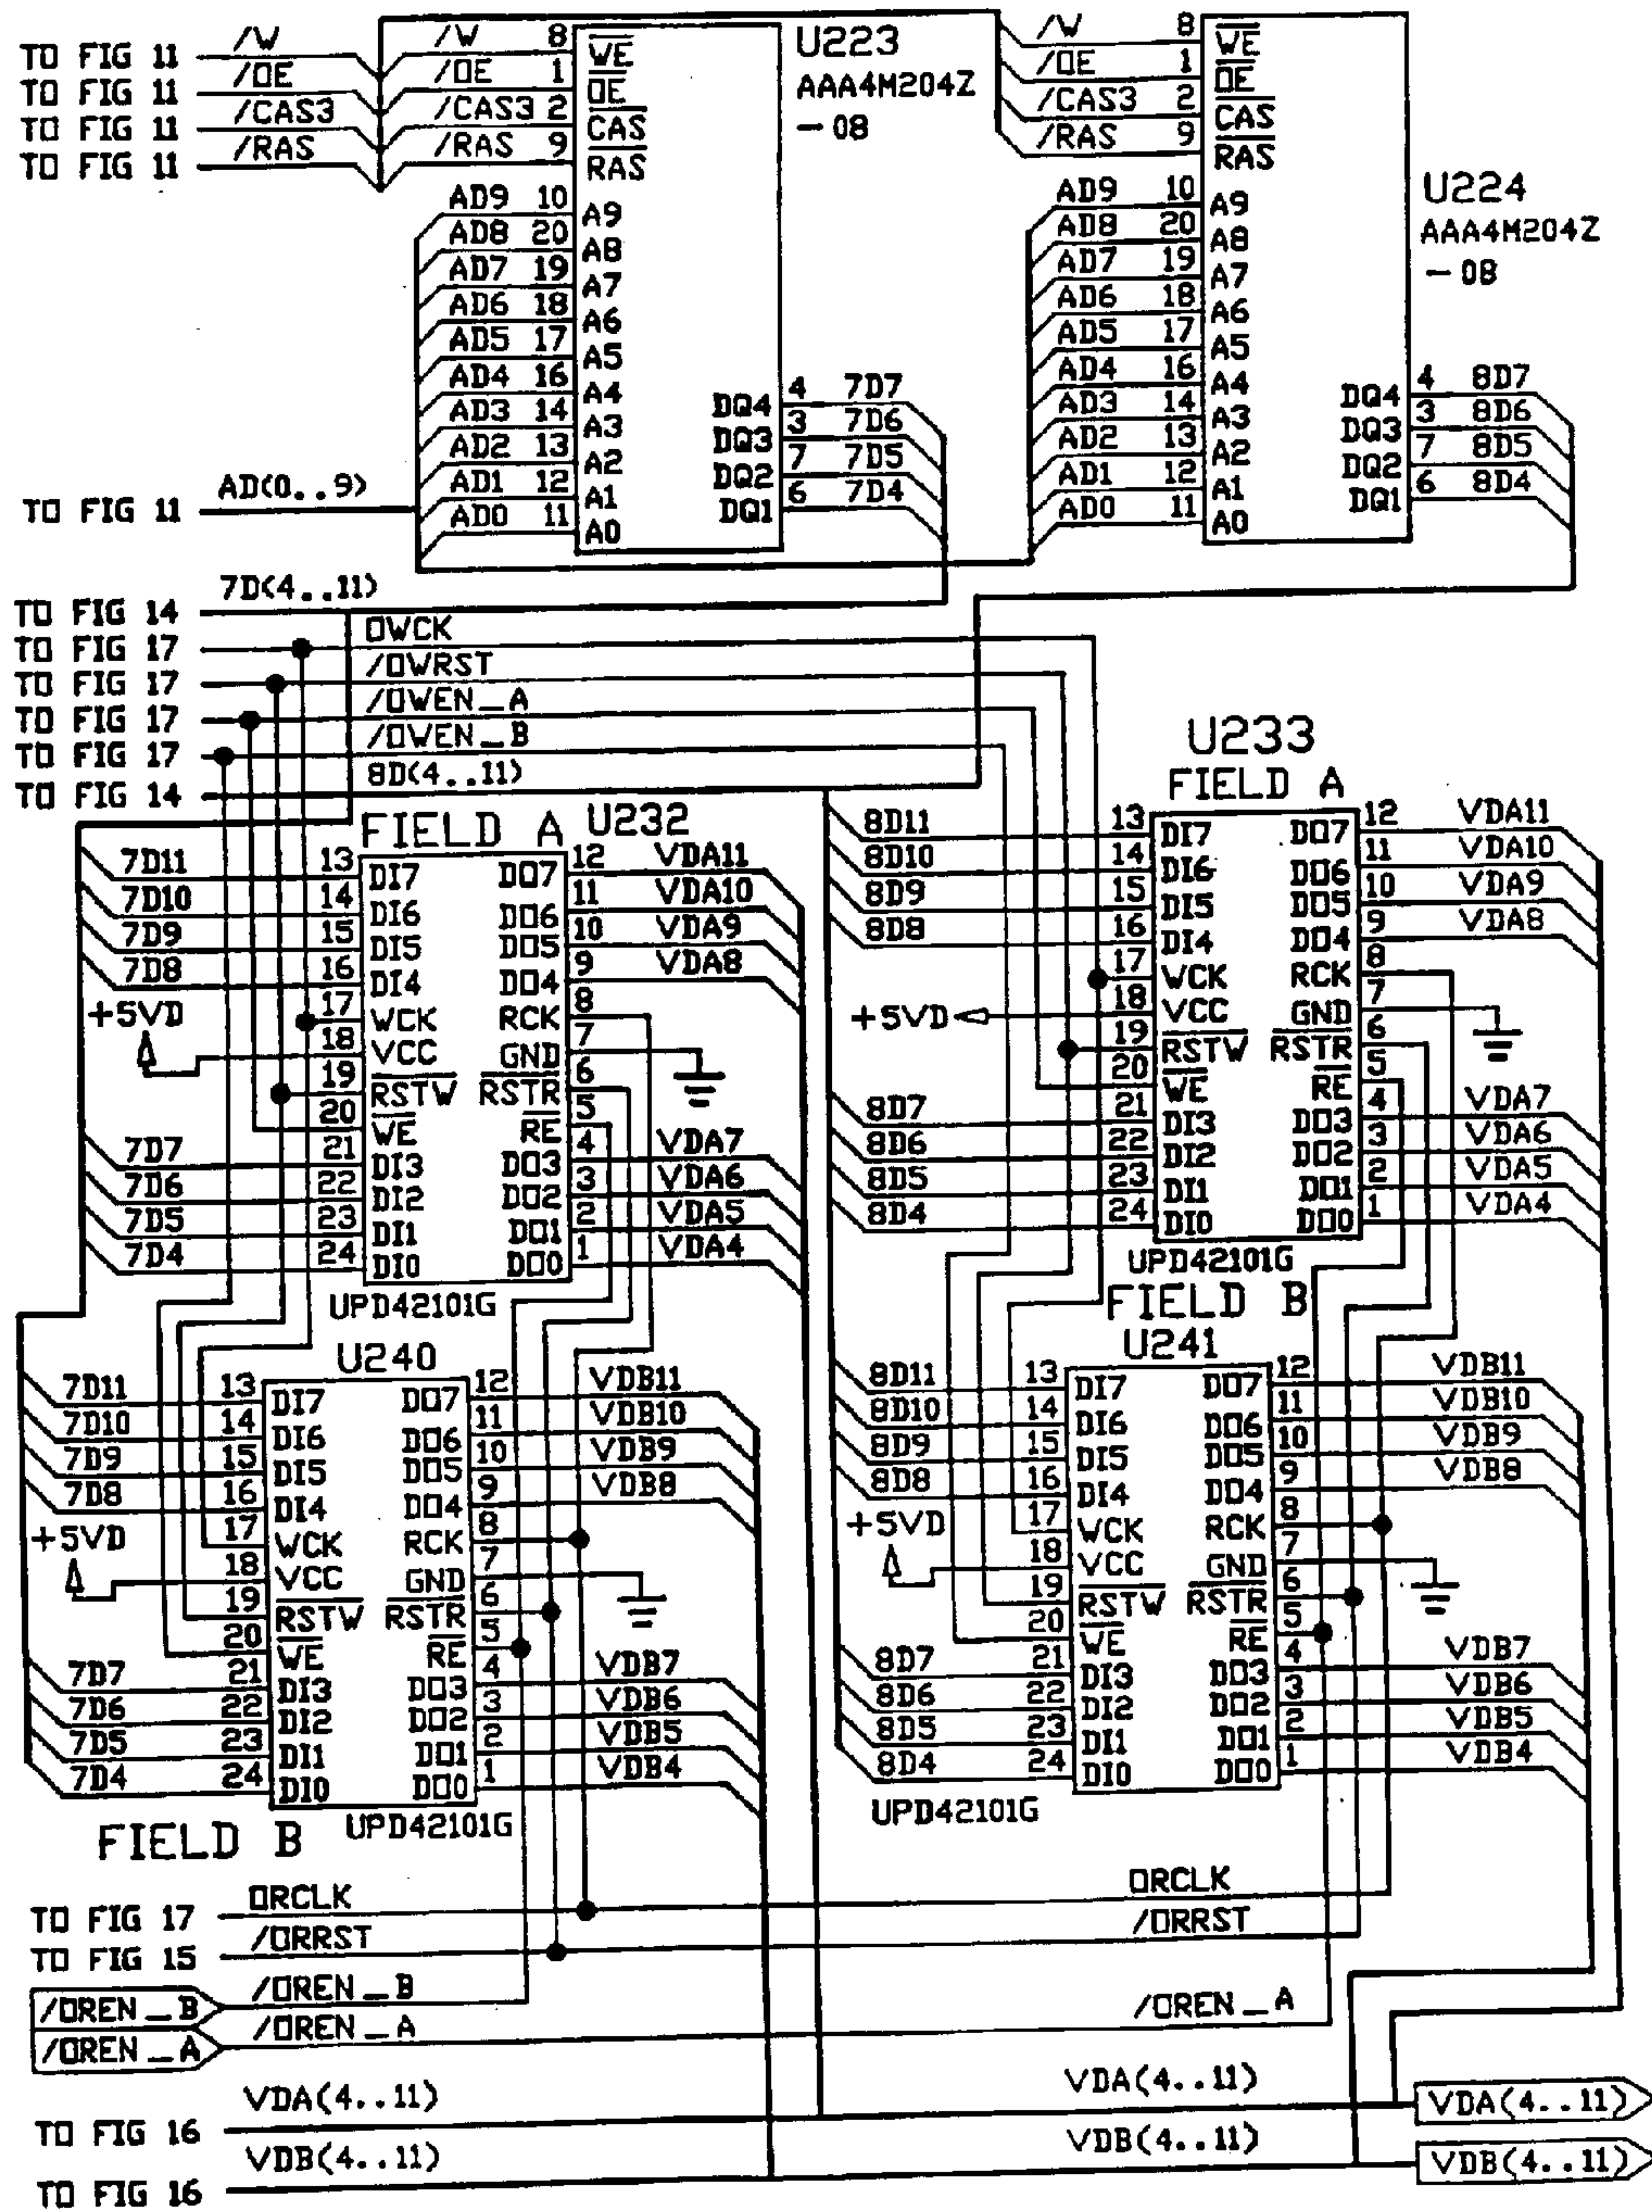 TO FIG 11 /W /W 8 WE U223 /W 8 WE
TO FIG 11 /OE /OE 1 OE AAA4M204Z /OE 1 OE
TO FIG 11 /CAS3 /CAS3 2 CAS - 08 /CAS3 2 CAS
TO FIG 11 /RAS /RAS 9 RAS /RAS 9 RAS
U224
AAA4M204Z
- 08
AD9 10 A9 AD9 10 A9
AD8 20 A8 AD8 20 A8
AD7 19 A7 AD7 19 A7
AD6 18 A6 AD6 18 A6
AD5 17 A5 AD5 17 A5
AD4 16 A4 DQ4 4 7D7 AD4 16 A4 DQ4 4 8D7
AD3 14 A3 DQ3 3 7D6 AD3 14 A3 DQ3 3 8D6
AD2 13 A2 DQ2 7 7D5 AD2 13 A2 DQ2 7 8D5
AD1 12 A1 DQ1 6 7D4 AD1 12 A1 DQ1 6 8D4
TO FIG 11 AD(0..9) AD0 11 A0 AD0 11 A0
TO FIG 14 7D(4..11)
TO FIG 17 OWCK
TO FIG 17 /OWRST
TO FIG 17 /OWEN_A
TO FIG 17 /OWEN_B
TO FIG 14 8D(4..11)
FIELD A U232
7D11 13 DI7 DO7 12 VDA11
7D10 14 DI6 DO6 11 VDA10
7D9 15 DI5 DO5 10 VDA9
7D8 16 DI4 DO4 9 VDA8
17 WCK RCK 8
+5VD 18 VCC GND 7
19 RSTW RSTR 6
20 WE RE 5
7D7 21 DI3 DO3 4 VDA7
7D6 22 DI2 DO2 3 VDA6
7D5 23 DI1 DO1 2 VDA5
7D4 24 DI0 DO0 1 VDA4
UPD42101G
U233
FIELD A
8D11 13 DI7 DO7 12 VDA11
8D10 14 DI6 DO6 11 VDA10
8D9 15 DI5 DO5 10 VDA9
8D8 16 DI4 DO4 9 VDA8
17 WCK RCK 8
+5VD 18 VCC GND 7
19 RSTW RSTR 6
20 WE RE 5
8D7 21 DI3 DO3 4 VDA7
8D6 22 DI2 DO2 3 VDA6
8D5 23 DI1 DO1 2 VDA5
8D4 24 DI0 DO0 1 VDA4
UPD42101G
U240
7D11 13 DI7 DO7 12 VDB11
7D10 14 DI6 DO6 11 VDB10
7D9 15 DI5 DO5 10 VDB9
7D8 16 DI4 DO4 9 VDB8
17 WCK RCK 8
+5VD 18 VCC GND 7
19 RSTW RSTR 6
20 WE RE 5
7D7 21 DI3 DO3 4 VDB7
7D6 22 DI2 DO2 3 VDB6
7D5 23 DI1 DO1 2 VDB5
7D4 24 DI0 DO0 1 VDB4
FIELD B UPD42101G
FIELD B
U241
8D11 13 DI7 DO7 12 VDB11
8D10 14 DI6 DO6 11 VDB10
8D9 15 DI5 DO5 10 VDB9
8D8 16 DI4 DO4 9 VDB8
17 WCK RCK 8
+5VD 18 VCC GND 7
19 RSTW RSTR 6
20 WE RE 5
8D7 21 DI3 DO3 4 VDB7
8D6 22 DI2 DO2 3 VDB6
8D5 23 DI1 DO1 2 VDB5
8D4 24 DI0 DO0 1 VDB4
UPD42101G
TO FIG 17 ORCLK ORCLK
TO FIG 15 /ORRST /ORRST
/OREN_B /OREN_B
/OREN_A /OREN_A /OREN_A
TO FIG 16 VDA(4..11) VDA(4..11) VDA(4..11)
TO FIG 16 VDB(4..11) VDB(4..11) VDB(4..11)